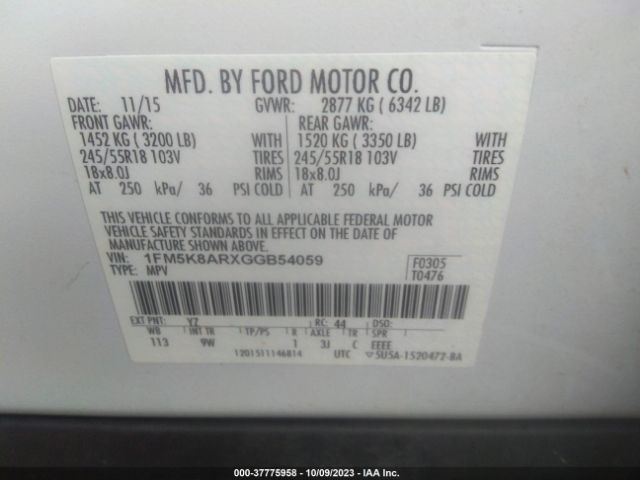 MFD. BY FORD MOTOR CO.
DATE: 11/15 GVWR: 2877 KG ( 6342 LB)
FRONT GAWR: REAR GAWR:
1452 KG ( 3200 LB) WITH 1520 KG ( 3350 LB) WITH
245/55R18 103V TIRES 245/55R18 103V TIRES
18x8.0J RIMS 18x8.0J RIMS
AT 250 kPa/ 36 PSI COLD AT 250 kPa/ 36 PSI COLD
THIS VEHICLE CONFORMS TO ALL APPLICABLE FEDERAL MOTOR
VEHICLE SAFETY STANDARDS IN EFFECT ON THE DATE OF
MANUFACTURE SHOWN ABOVE.
VIN: 1FM5K8ARXGGB54059 F0305
TYPE: MPV T0476
EXT PNT: YZ RC: 44 DSO:
WB INT TR TP/PS R AXLE TR SPR
113 9W 1 3J C EEEE
1201511146814 UTC ▽5U5A-1520472-BA
000-37775958 - 10/09/2023 - IAA Inc.